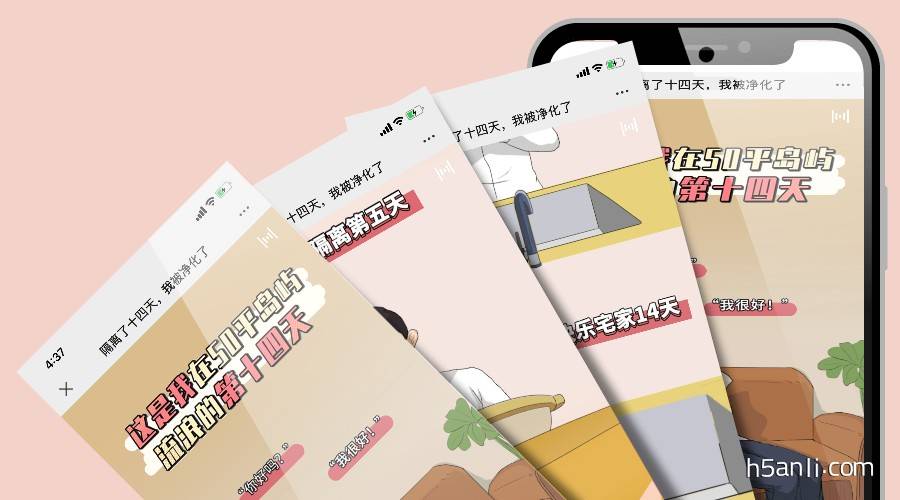 4:37
隔离了十四天，我被净化了
这是我在50平岛屿
流浪的第十四天
“你好吗？”
“我很好！”
十四天，我被净化了
隔离第五天
了十四天，我被净化了
乐宅家14天
离了十四天，我被净化了
我在50平岛屿
的第十四天
“我很好！”
h5anli.com